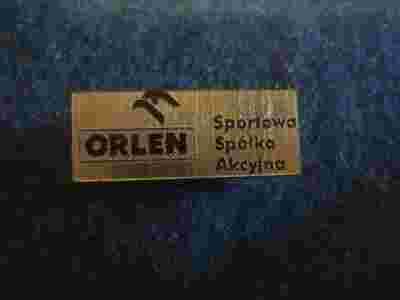 ORLEN
Sportowa
Spółka
Akcyjna